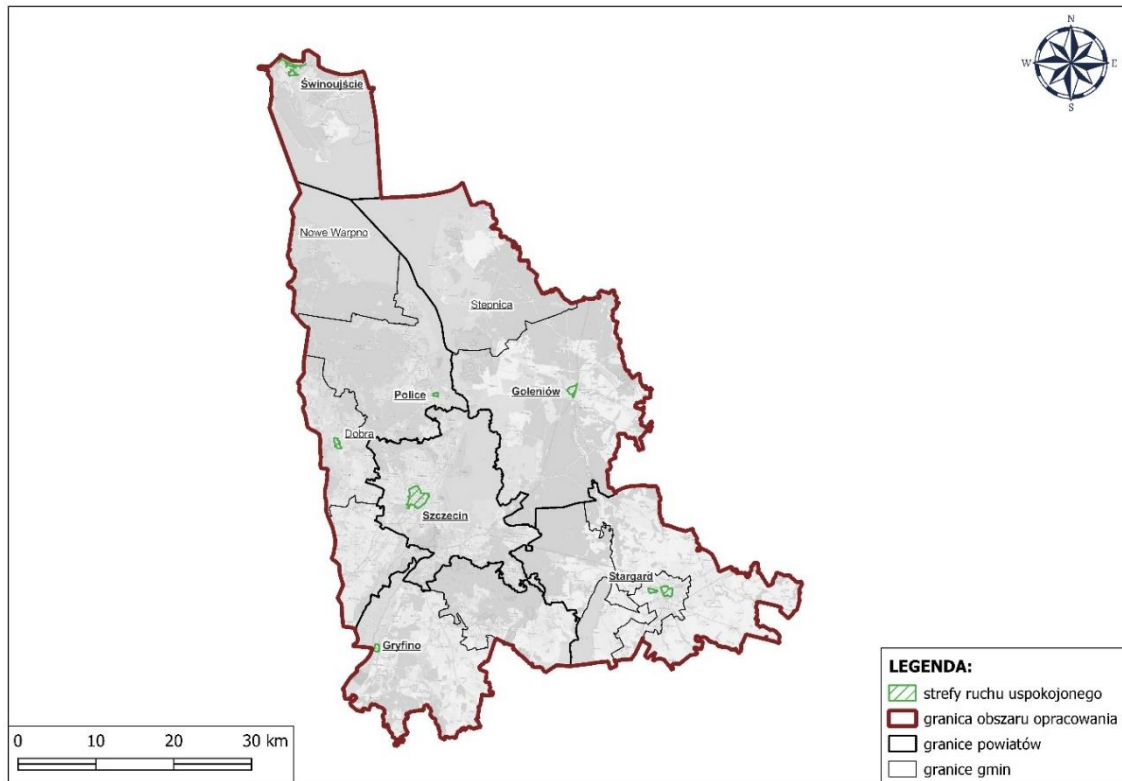 N
W
E
S
Świnoujście
Nowe Warpno
Stepnica
Police
Goleniów
Dobra
Szczecin
Stargard
Gryfino
LEGENDA:
strefy ruchu uspokojonego
granica obszaru opracowania
granice powiatów
granice gmin
0 10 20 30 km